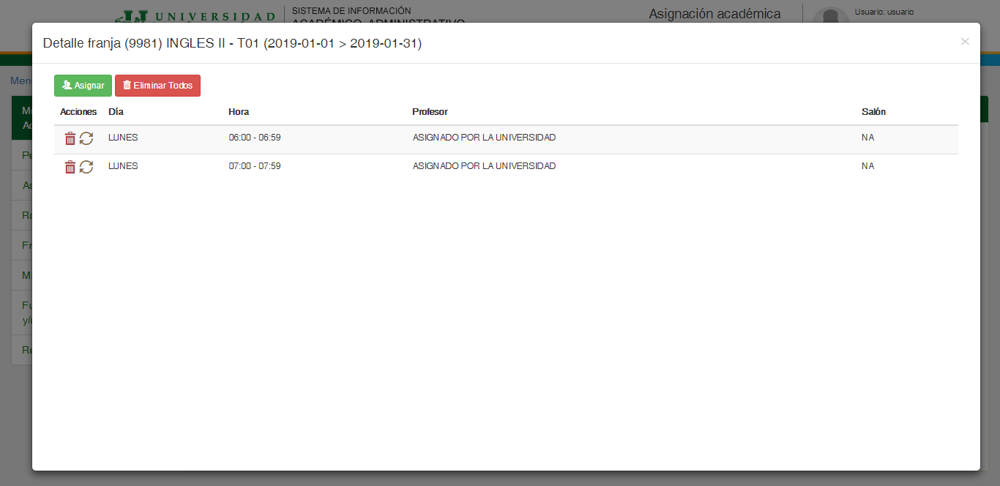 UNIVERSIDAD
SISTEMA DE INFORMACIÓN
ACADÉMICO ADMINISTRATIVO
Asignación académica
Usuario: usuario
Detalle franja (9981) INGLES II - T01 (2019-01-01 > 2019-01-31)
×
Asignar Eliminar Todos
Acciones Día Hora Profesor Salón
LUNES 06:00 - 06:59 ASIGNADO POR LA UNIVERSIDAD NA
LUNES 07:00 - 07:59 ASIGNADO POR LA UNIVERSIDAD NA